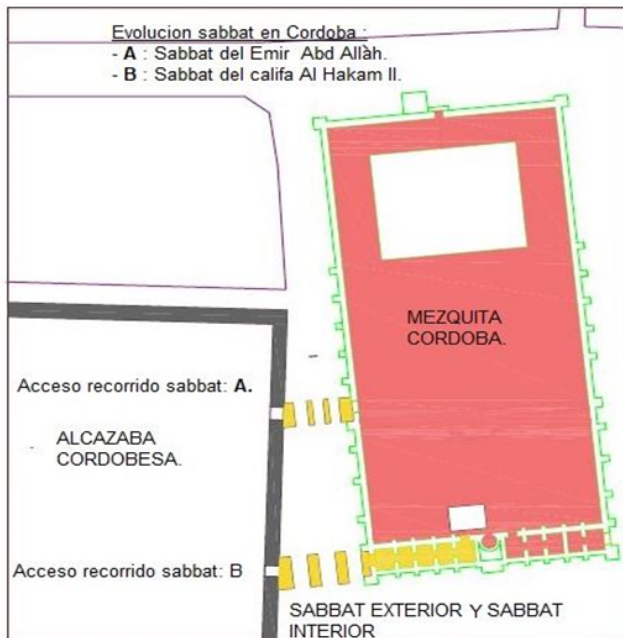 Evolucion sabbat en Cordoba :
- A : Sabbat del Emir Abd Allàh.
- B : Sabbat del califa Al Hakam II.
MEZQUITA
CORDOBA.
Acceso recorrido sabbat: A.
ALCAZABA
CORDOBESA.
Acceso recorrido sabbat: B
SABBAT EXTERIOR Y SABBAT
INTERIOR